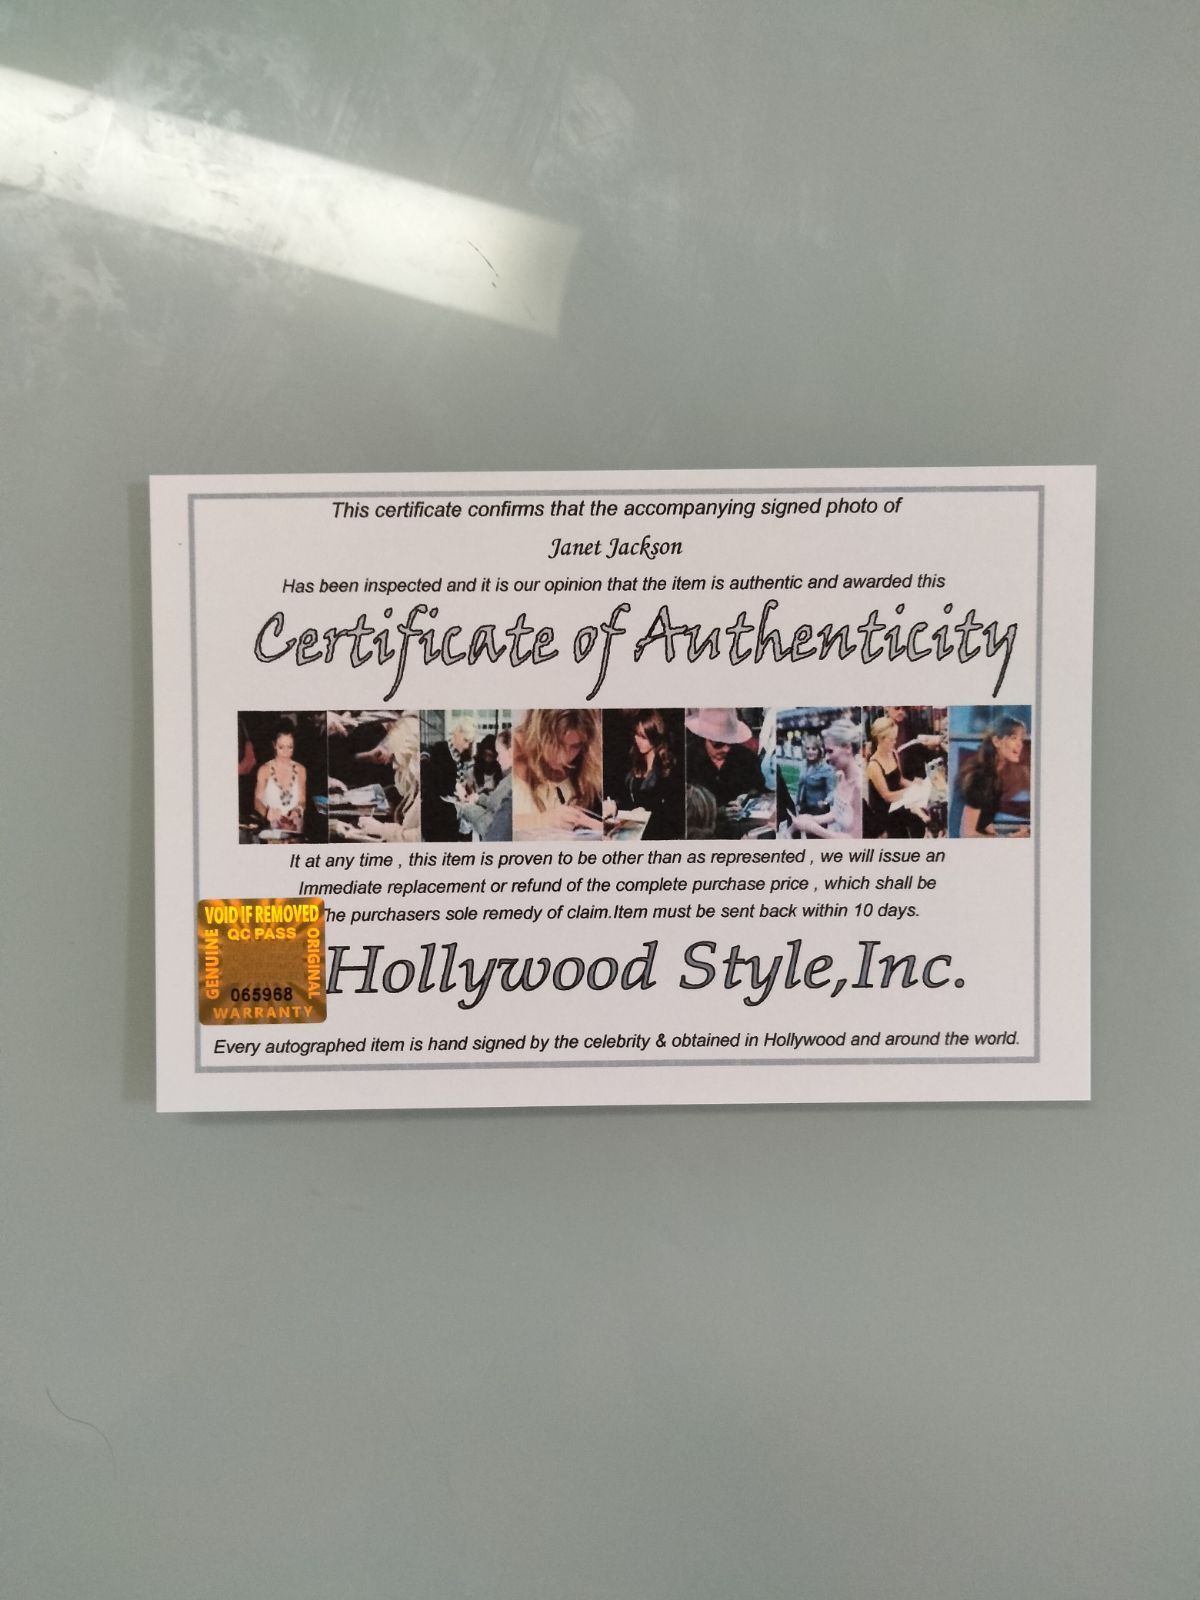 This certificate confirms that the accompanying signed photo of
Janet Jackson
Has been inspected and it is our opinion that the item is authentic and awarded this
Certificate of Authenticity
It at any time , this item is proven to be other than as represented , we will issue an
Immediate replacement or refund of the complete purchase price , which shall be
The purchasers sole remedy of claim.Item must be sent back within 10 days.
VOID IF REMOVED
QC PASS
GENUINE
ORIGINAL
065968
WARRANTY
Hollywood Style,Inc.
Every autographed item is hand signed by the celebrity & obtained in Hollywood and around the world.